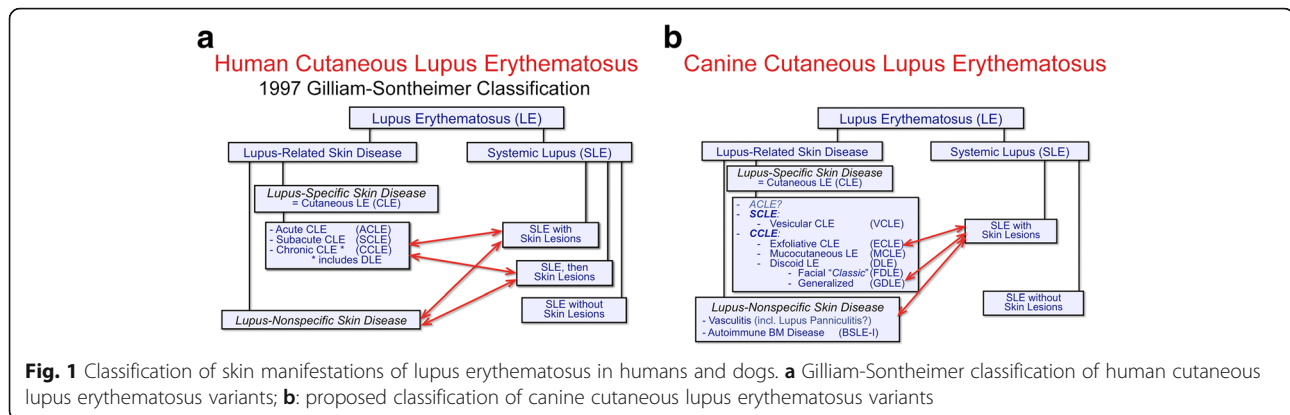 a
Human Cutaneous Lupus Erythematosus
1997 Gilliam-Sontheimer Classification
Lupus Erythematosus (LE)
Lupus-Related Skin Disease
Systemic Lupus (SLE)
Lupus-Specific Skin Disease
= Cutaneous LE (CLE)
- Acute CLE (ACLE)
- Subacute CLE (SCLE)
- Chronic CLE * (CCLE)
* includes DLE
SLE with
Skin Lesions
SLE, then
Skin Lesions
SLE without
Skin Lesions
Lupus-Nonspecific Skin Disease
b
Canine Cutaneous Lupus Erythematosus
Lupus Erythematosus (LE)
Lupus-Related Skin Disease
Systemic Lupus (SLE)
Lupus-Specific Skin Disease
= Cutaneous LE (CLE)
- ACLE?
- SCLE:
- Vesicular CLE (VCLE)
- CCLE:
- Exfoliative CLE (ECLE)
- Mucocutaneous LE (MCLE)
- Discoid LE (DLE)
- Facial "Classic" (FDLE)
- Generalized (GDLE)
SLE with
Skin Lesions
SLE without
Skin Lesions
Lupus-Nonspecific Skin Disease
- Vasculitis (incl. Lupus Panniculitis?)
- Autoimmune BM Disease (BSLE-I)
Fig. 1 Classification of skin manifestations of lupus erythematosus in humans and dogs. a Gilliam-Sontheimer classification of human cutaneous
lupus erythematosus variants; b: proposed classification of canine cutaneous lupus erythematosus variants